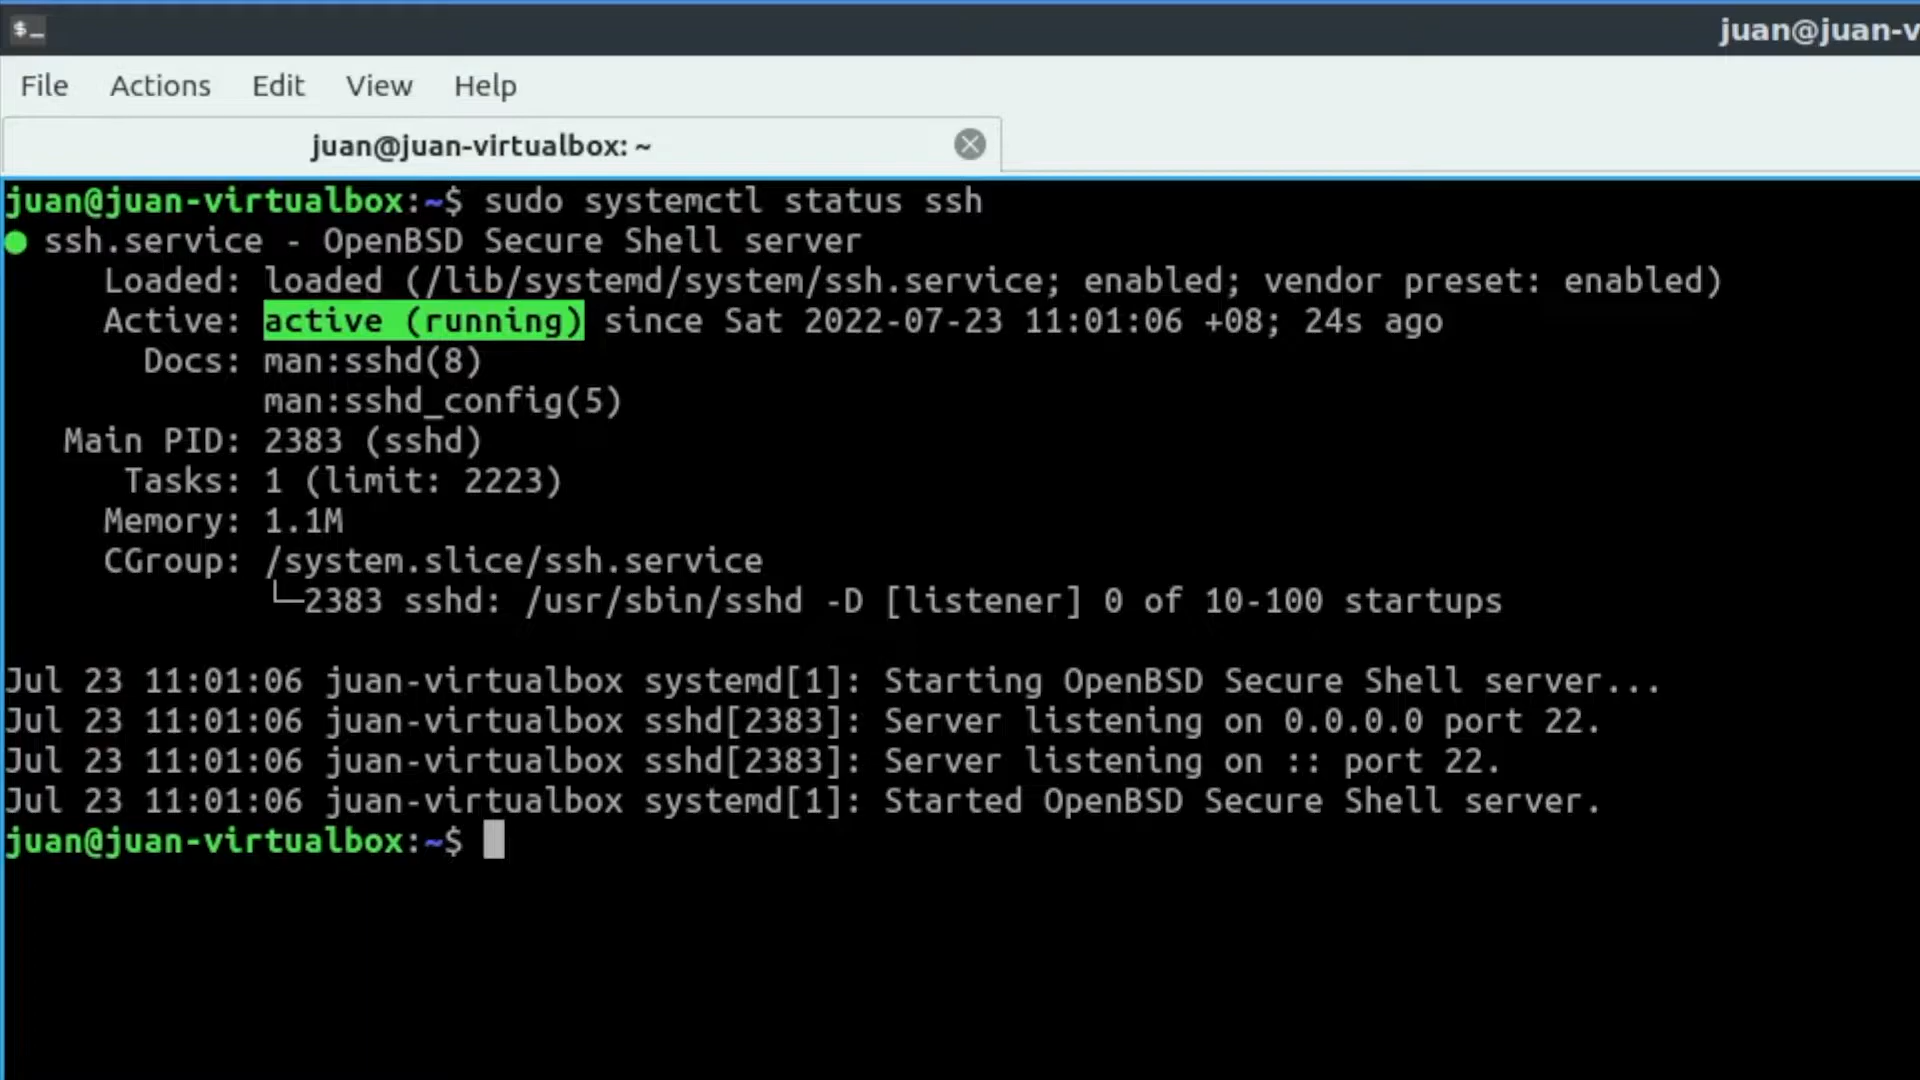 $_
juan@juan-v
File Actions Edit View Help
juan@juan-virtualbox: ~
juan@juan-virtualbox:~$ sudo systemctl status ssh
● ssh.service - OpenBSD Secure Shell server
Loaded: loaded (/lib/systemd/system/ssh.service; enabled; vendor preset: enabled)
Active: active (running) since Sat 2022-07-23 11:01:06 +08; 24s ago
Docs: man:sshd(8)
man:sshd_config(5)
Main PID: 2383 (sshd)
Tasks: 1 (limit: 2223)
Memory: 1.1M
CGroup: /system.slice/ssh.service
└─2383 sshd: /usr/sbin/sshd -D [listener] 0 of 10-100 startups
Jul 23 11:01:06 juan-virtualbox systemd[1]: Starting OpenBSD Secure Shell server...
Jul 23 11:01:06 juan-virtualbox sshd[2383]: Server listening on 0.0.0.0 port 22.
Jul 23 11:01:06 juan-virtualbox sshd[2383]: Server listening on :: port 22.
Jul 23 11:01:06 juan-virtualbox systemd[1]: Started OpenBSD Secure Shell server.
juan@juan-virtualbox:~$